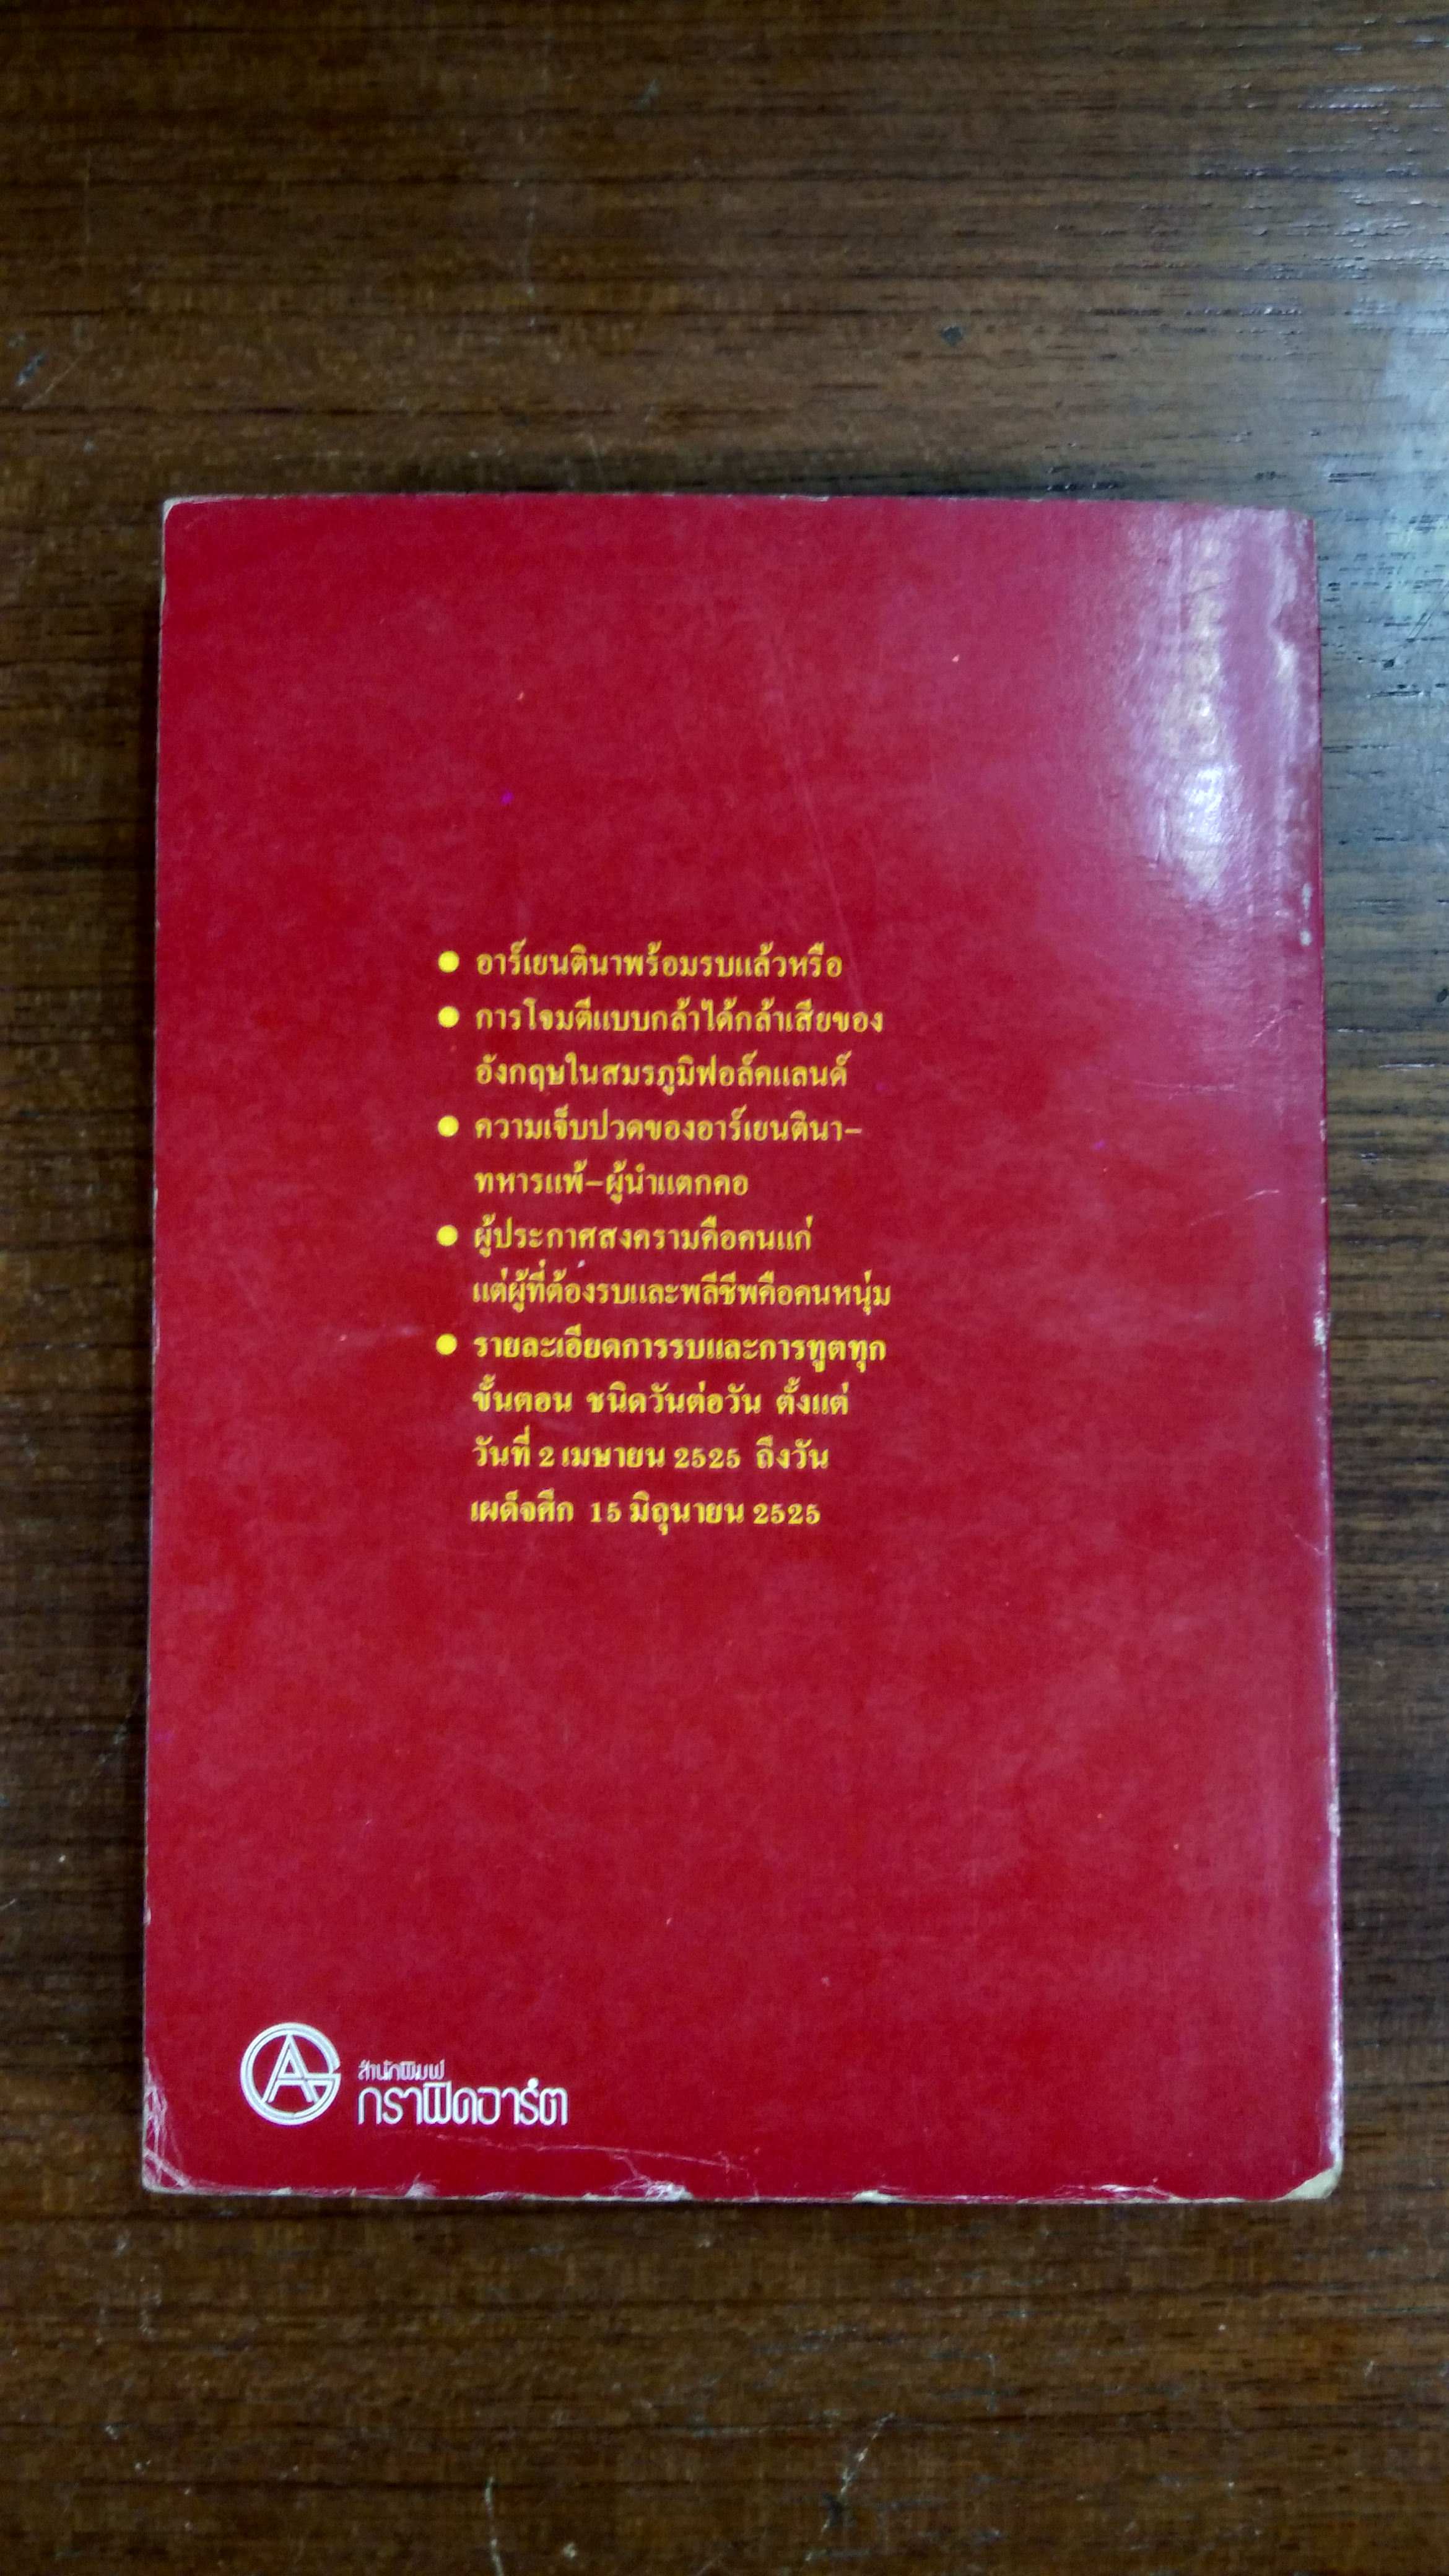 ● อาร์เยนตินาพร้อมรบแล้วหรือ
● การโจมตีแบบกล้าได้กล้าเสียของ
อังกฤษในสมรภูมิฟอล์คแลนด์
● ความเจ็บปวดของอาร์เยนตินา–
ทหารแพ้–ผู้นำแตกคอ
● ผู้ประกาศสงครามคือคนแก่
แต่ผู้ที่ต้องรบและพลีชีพคือคนหนุ่ม
● รายละเอียดการรบและการทูตทุก
ขั้นตอน ชนิดวันต่อวัน ตั้งแต่
วันที่ 2 เมษายน 2525 ถึงวัน
เผด็จศึก 15 มิถุนายน 2525
AG
สำนักพิมพ์
กราฟิคอาร์ต